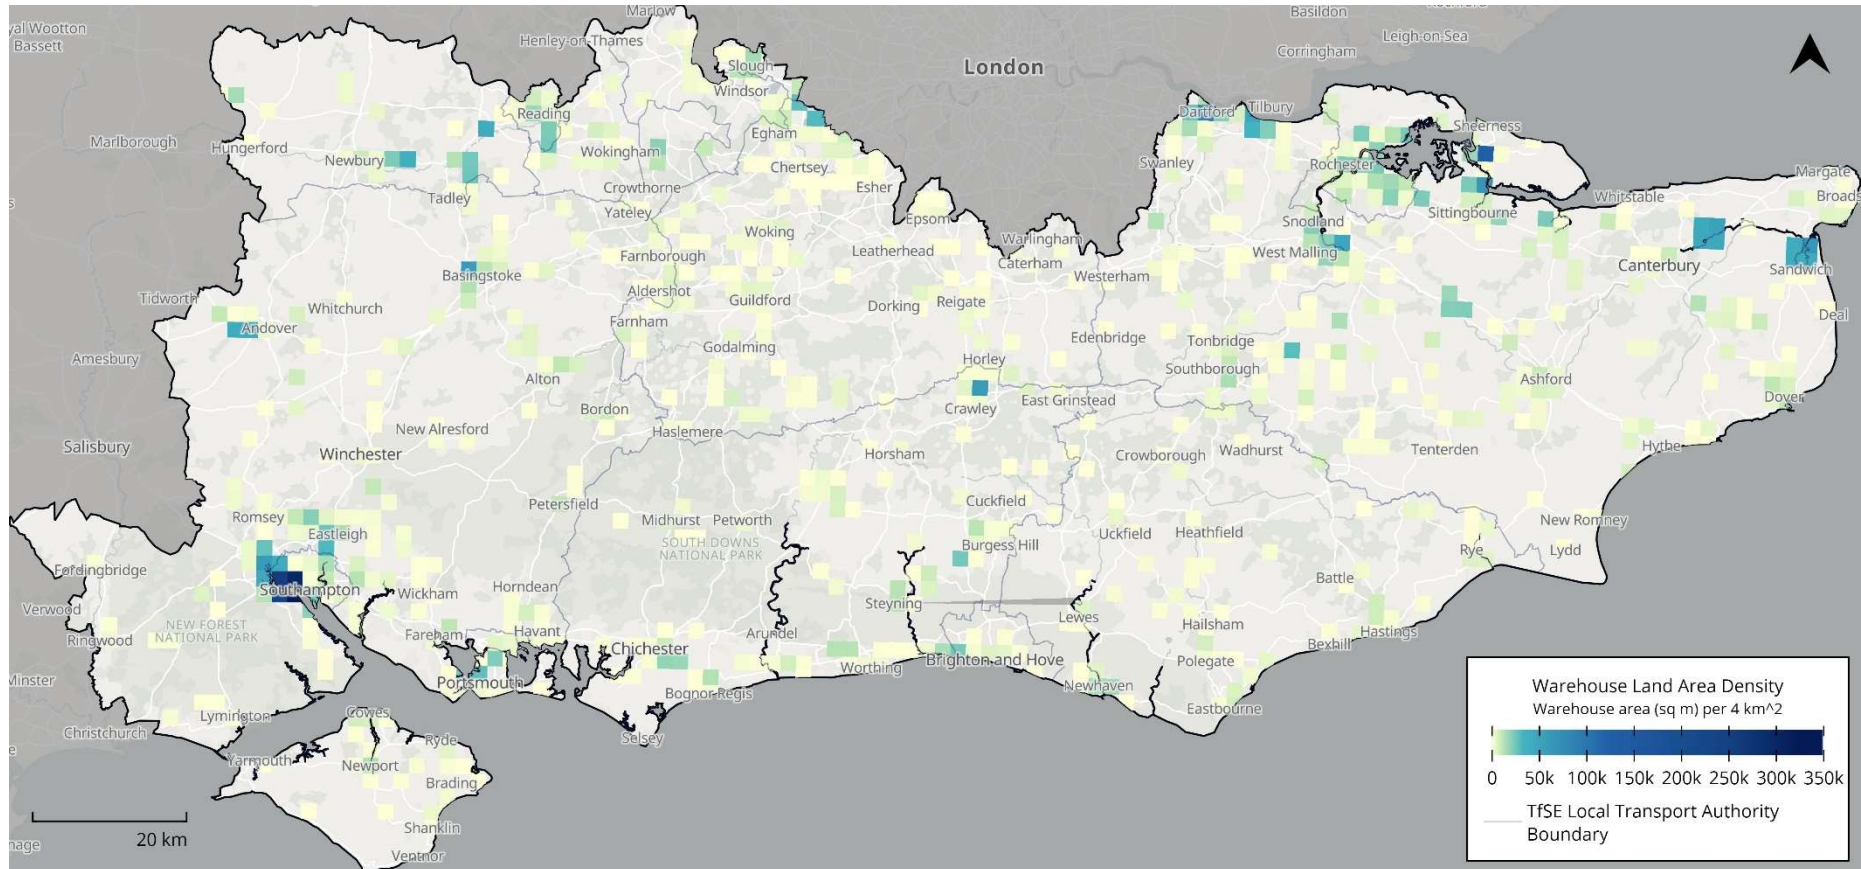 Marlow
Basildon
yal Wootton
Bassett
Henley-on-Thames
Leigh-on-Sea
Corringham
London
Slough
Windsor
Reading
Dartford
Tilbury
Sheerness
Egham
Marlborough
Hungerford
Newbury
Wokingham
Chertsey
Swanley
Rochester
Margate
Tadley
Crowthorne
Esher
Whitstable
Broads
Yateley
Epsom
Snodland
Sittingbourne
Woking
Warlingham
Leatherhead
Farnborough
Caterham
West Malling
Canterbury
Sandwich
Basingstoke
Westerham
Aldershot
Tidworth
Whitchurch
Guildford
Dorking
Reigate
Deal
Andover
Farnham
Edenbridge
Tonbridge
Godalming
Amesbury
Horley
Southborough
Alton
Ashford
Dover
Bordon
Crawley
East Grinstead
New Alresford
Haslemere
Salisbury
Winchester
Horsham
Crowborough
Wadhurst
Tenterden
Hythe
Petersfield
Cuckfield
Romsey
Midhurst
Petworth
New Romney
Eastleigh
SOUTH DOWNS
NATIONAL PARK
Burgess Hill
Uckfield
Heathfield
Rye
Lydd
Fordingbridge
Southampton
Wickham
Horndean
Battle
Verwood
Steyning
Lewes
NEW FOREST
NATIONAL PARK
Ringwood
Fareham
Havant
Arundel
Hailsham
Hastings
Bexhill
Chichester
Worthing
Brighton and Hove
Polegate
Minster
Portsmouth
Bognor Regis
Newhaven
Lymington
Cowes
Eastbourne
Christchurch
Selsey
Ryde
Yarmouth
Newport
Brading
Shanklin
Ventnor
nage
20 km
Warehouse Land Area Density
Warehouse area (sq m) per 4 km^2
0 50k 100k 150k 200k 250k 300k 350k
TfSE Local Transport Authority
Boundary